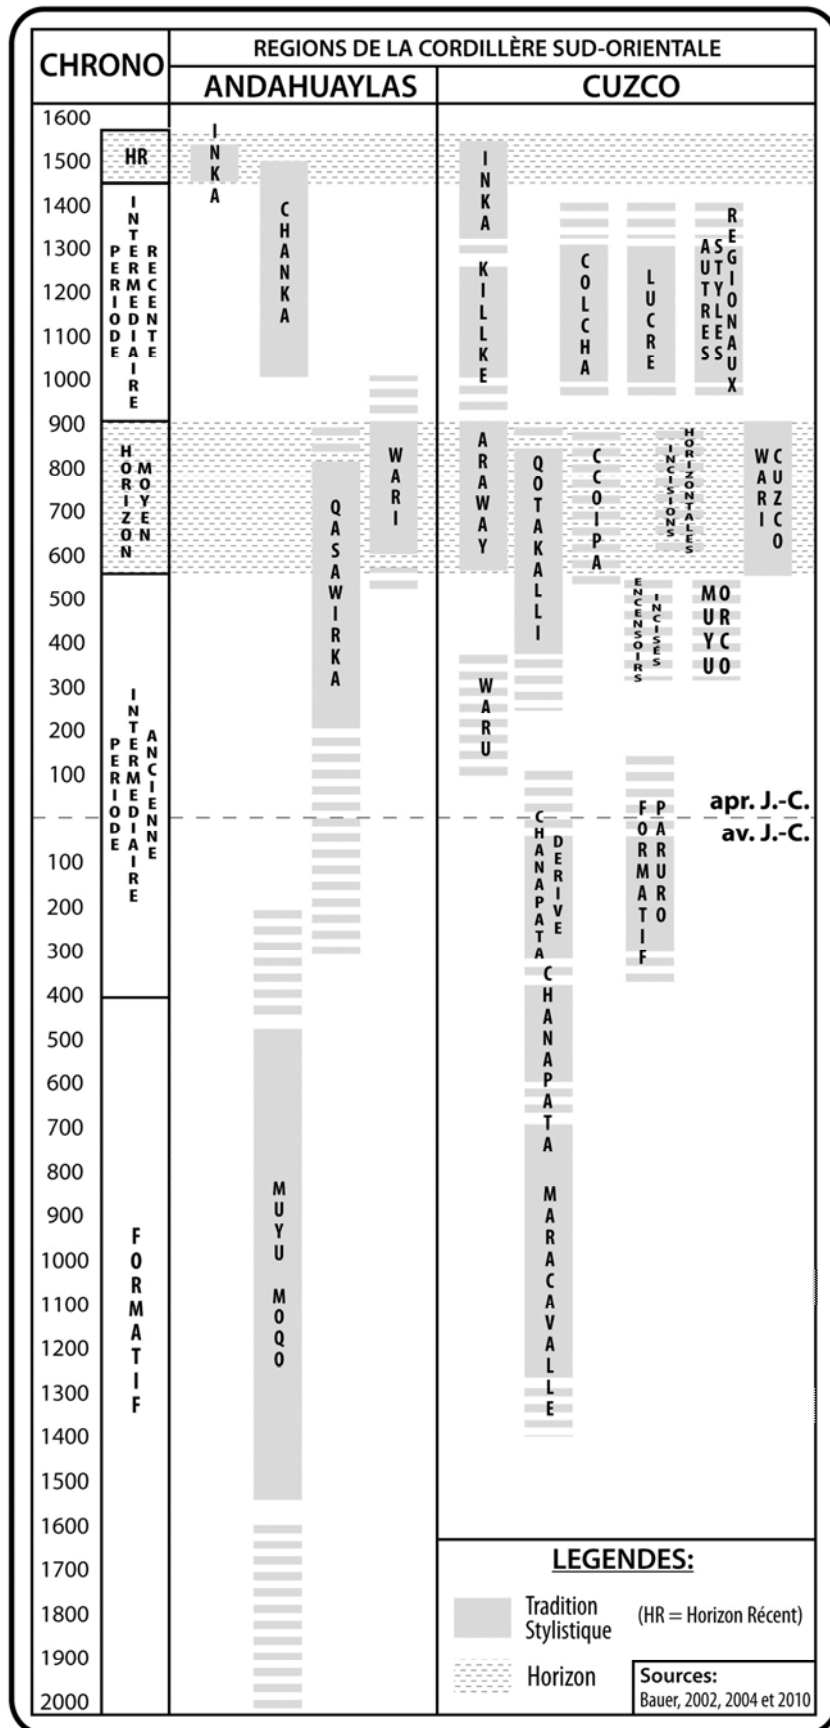 CHRONO
REGIONS DE LA CORDILLÈRE SUD-ORIENTALE
ANDAHUAYLAS
CUZCO
1600
1500
1400
1300
1200
1100
1000
900
800
700
600
500
400
300
200
100
100
200
300
400
500
600
700
800
900
1000
1100
1200
1300
1400
1500
1600
1700
1800
1900
2000
HR
PERIODE
INTERMEDIAIRE
RECENTE
HORIZON
MOYEN
PERIODE
INTERMEDIAIRE
ANCIENNE
FORMATIF
INKA
CHANKA
WARI
QASAWIRKA
MUYU MOQO
INKA
KILLKE
COLCHA
LUCRE
AUTRES
STYLES
REGIONAUX
ARAWAY
QOTAKALLI
CCOIPA
INCISIONS
HORIZONTALES
WARI
CUZCO
ENCENSOIRS
INCISÉS
MUYU
ORCO
WARU
apr. J.-C.
av. J.-C.
CHANAPATA
DERIVE
FORMATIF
PARURO
CHANAPATA
MARACAVALLE
LEGENDES:
Tradition
Stylistique
(HR = Horizon Récent)
Horizon
Sources:
Bauer, 2002, 2004 et 2010